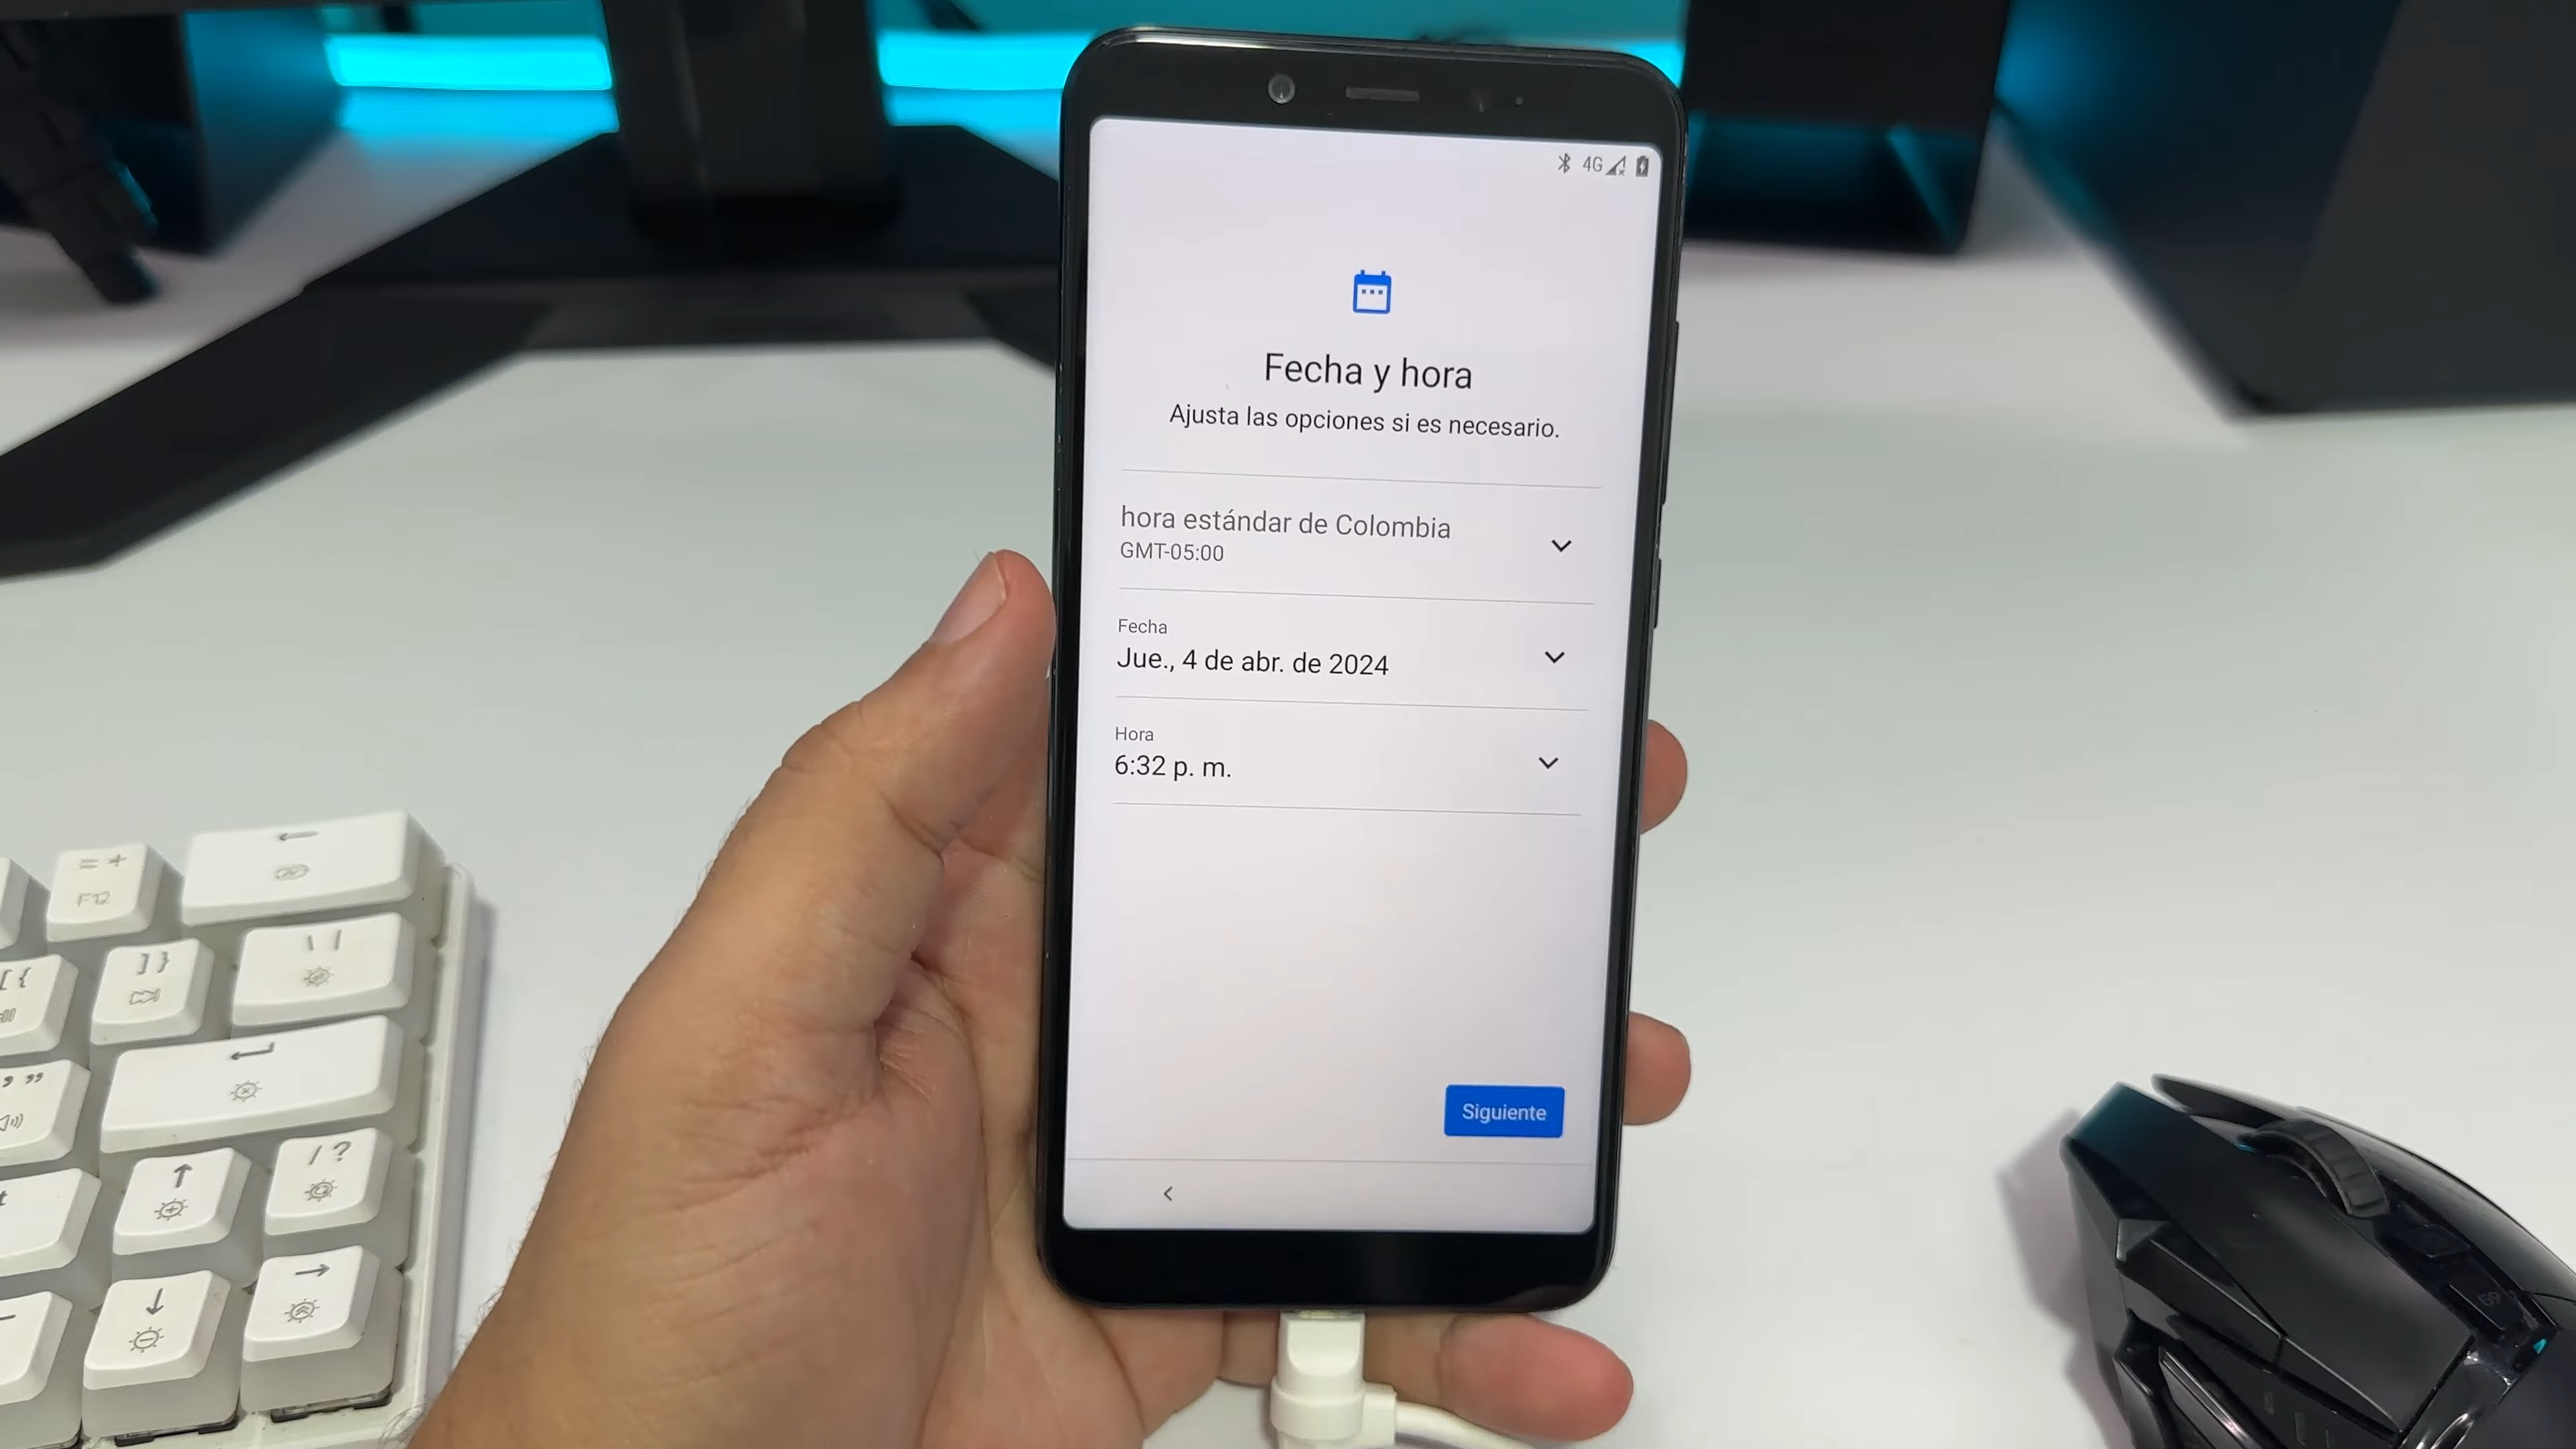 4G
Fecha y hora
Ajusta las opciones si es necesario.
hora estándar de Colombia
GMT-05:00
Fecha
Jue., 4 de abr. de 2024
Hora
6:32 p. m.
Siguiente
= +
F12
\ |
[ {
] }
, "
/ ?
G9